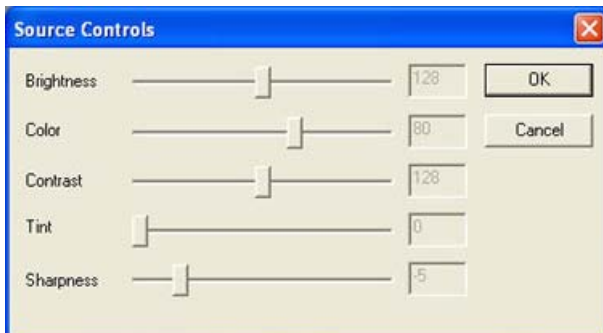 Source Controls
Brightness 128 OK
Color 80 Cancel
Contrast 128
Tint 0
Sharpness -5